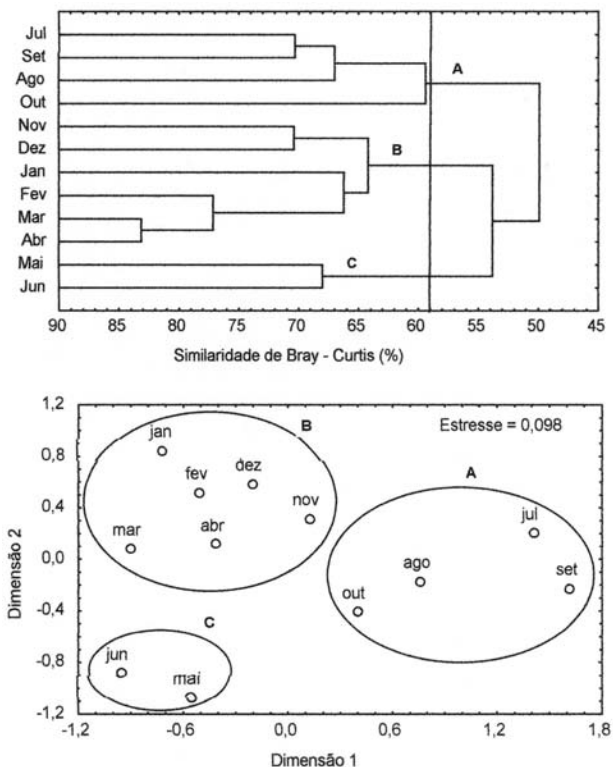 Jul
Set
Ago
Out
Nov
Dez
Jan
Fev
Mar
Abr
Mai
Jun
A
B
C
90 85 80 75 70 65 60 55 50 45
Similaridade de Bray - Curtis (%)
1,2
0,8
0,4
0,0
-0,4
-0,8
-1,2
Dimensão 2
Estresse = 0,098
B
A
C
jan
fev
dez
nov
mar
abr
jul
ago
set
out
jun
mai
-1,2 -0,6 0,0 0,6 1,2 1,8
Dimensão 1